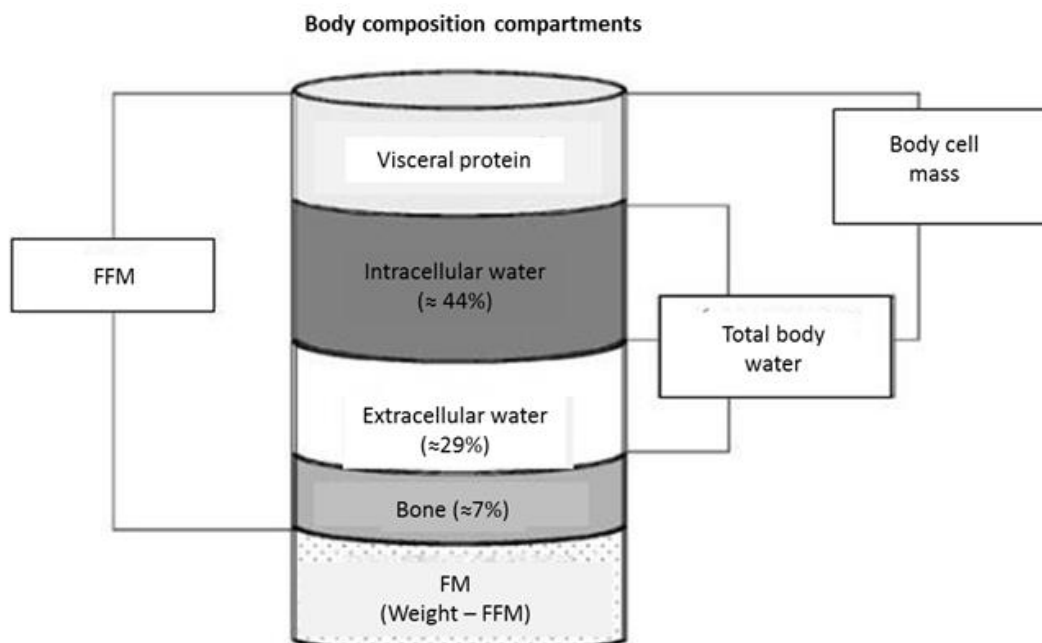 Body composition compartments
Visceral protein
Body cell
mass
FFM
Intracellular water
(≈ 44%)
Total body
water
Extracellular water
(≈29%)
Bone (≈7%)
FM
(Weight – FFM)